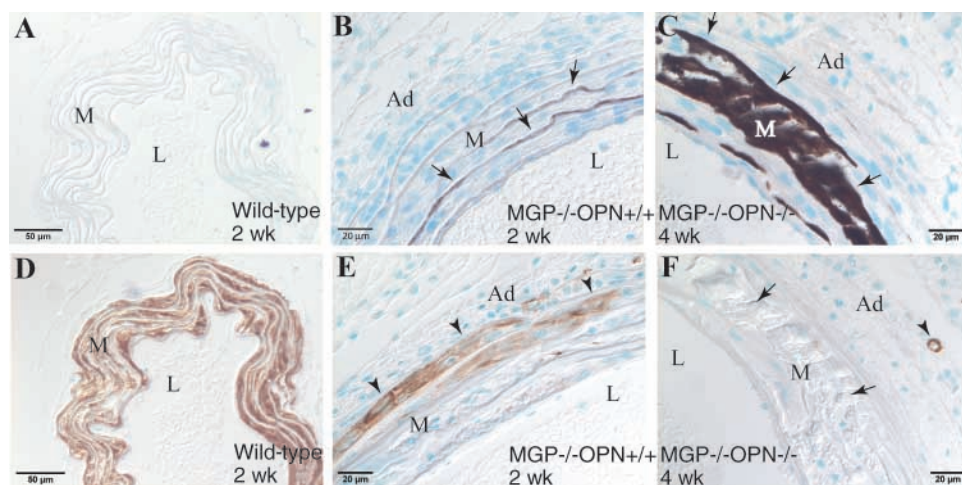 A
M
L
Wild-type
2 wk
50 µm
B
Ad
M
L
MGP-/-OPN+/+
2 wk
20 µm
C
Ad
M
L
MGP-/-OPN-/-
4 wk
20 µm
D
M
L
Wild-type
2 wk
50 µm
E
Ad
M
L
MGP-/-OPN+/+
2 wk
20 µm
F
Ad
L
M
MGP-/-OPN-/-
4 wk
20 µm